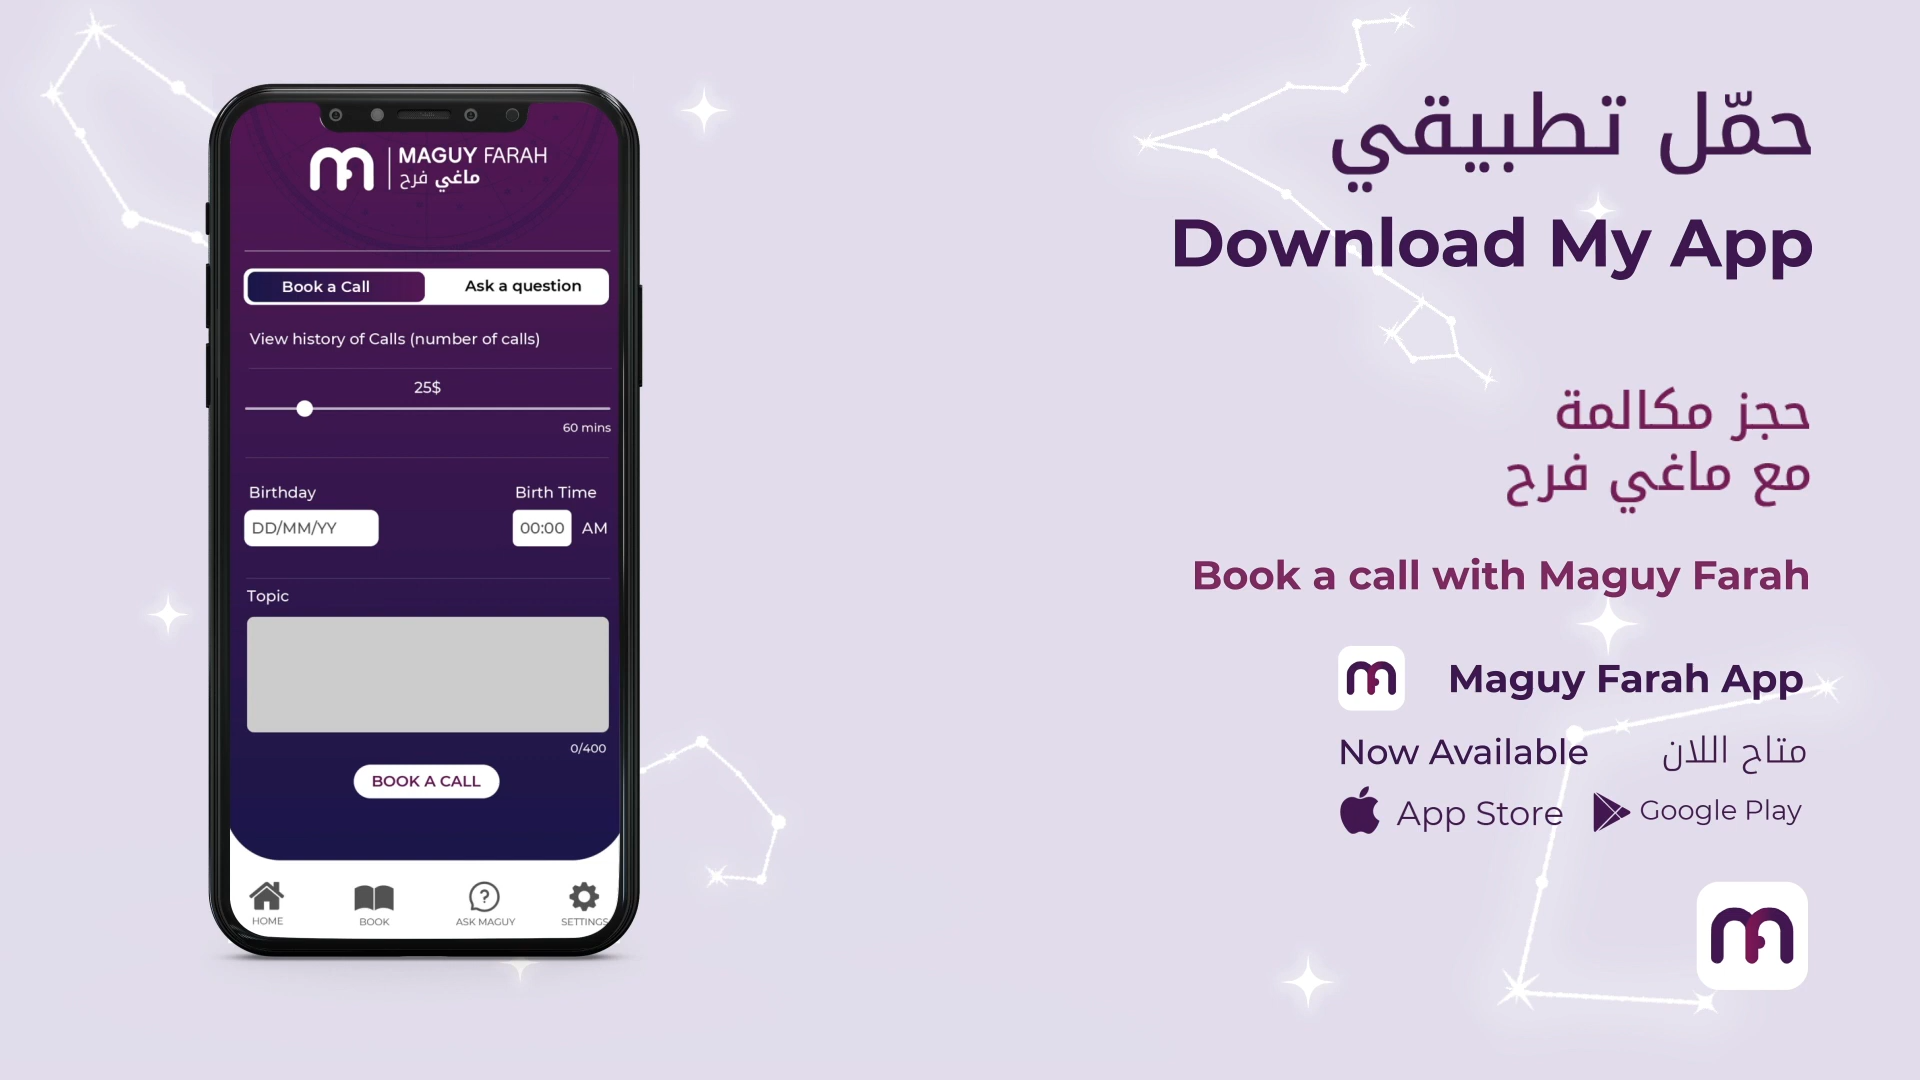 MAGUY FARAH
ماغي فرح
Book a Call
Ask a question
View history of Calls (number of calls)
25$
60 mins
Birthday
Birth Time
DD/MM/YY
00:00 AM
Topic
0/400
BOOK A CALL
HOME
BOOK
ASK MAGUY
SETTINGS
حمّل تطبيقي
Download My App
حجز مكالمة
مع ماغي فرح
Book a call with Maguy Farah
Maguy Farah App
Now Available
متاح اللان
App Store
Google Play